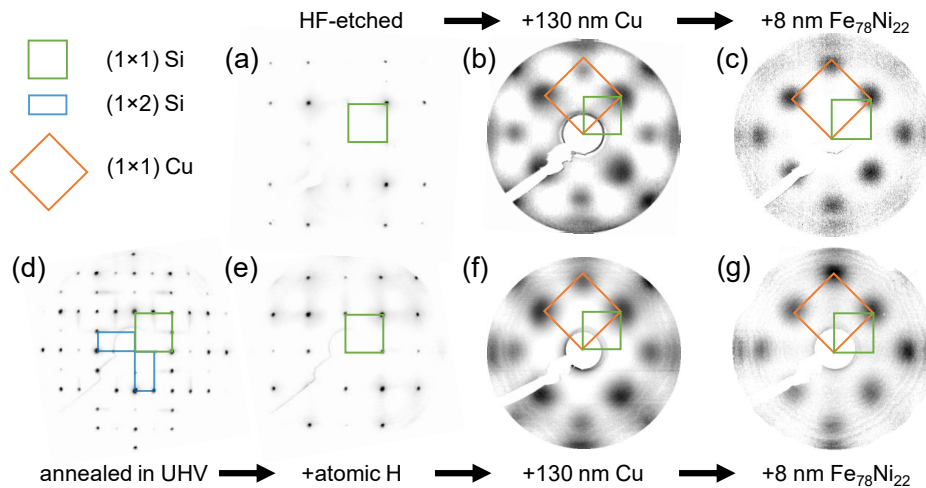 HF-etched +130 nm Cu +8 nm Fe₇₈Ni₂₂
(1×1) Si
(1×2) Si
(1×1) Cu
(a) (b) (c)
(d) (e) (f) (g)
annealed in UHV +atomic H +130 nm Cu +8 nm Fe₇₈Ni₂₂